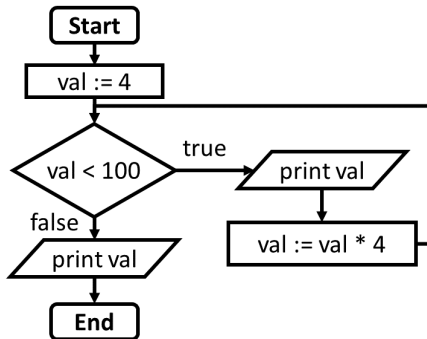 Start
val := 4
val < 100
true
print val
val := val * 4
false
print val
End